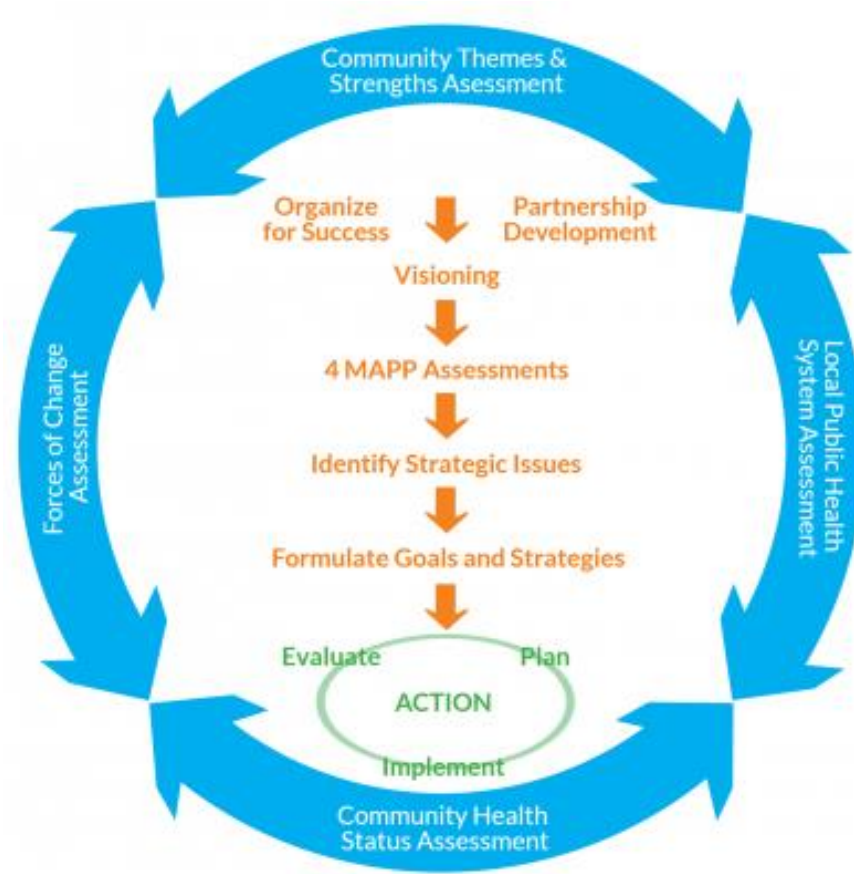 Community Themes &
Strengths Asessment
Organize
for Success
Partnership
Development
Visioning
4 MAPP Assessments
Identify Strategic Issues
Formulate Goals and Strategies
Evaluate
Plan
ACTION
Implement
Forces of Change
Assessment
Local Public Health
System Assessment
Community Health
Status Assessment